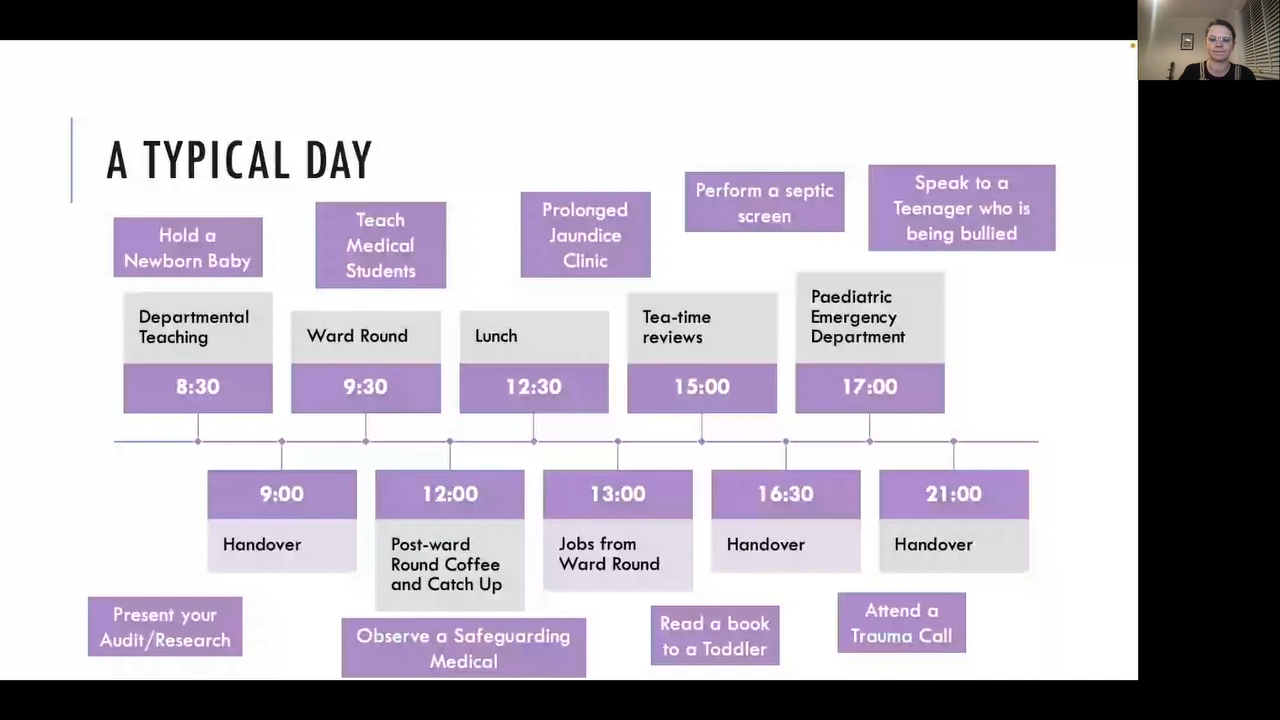 A TYPICAL DAY
Hold a
Newborn Baby
Teach
Medical
Students
Prolonged
Jaundice
Clinic
Perform a septic
screen
Speak to a
Teenager who is
being bullied
Departmental
Teaching
8:30
Ward Round
9:30
Lunch
12:30
Tea-time
reviews
15:00
Paediatric
Emergency
Department
17:00
9:00
Handover
12:00
Post-ward
Round Coffee
and Catch Up
13:00
Jobs from
Ward Round
16:30
Handover
21:00
Handover
Present your
Audit/Research
Observe a Safeguarding
Medical
Read a book
to a Toddler
Attend a
Trauma Call